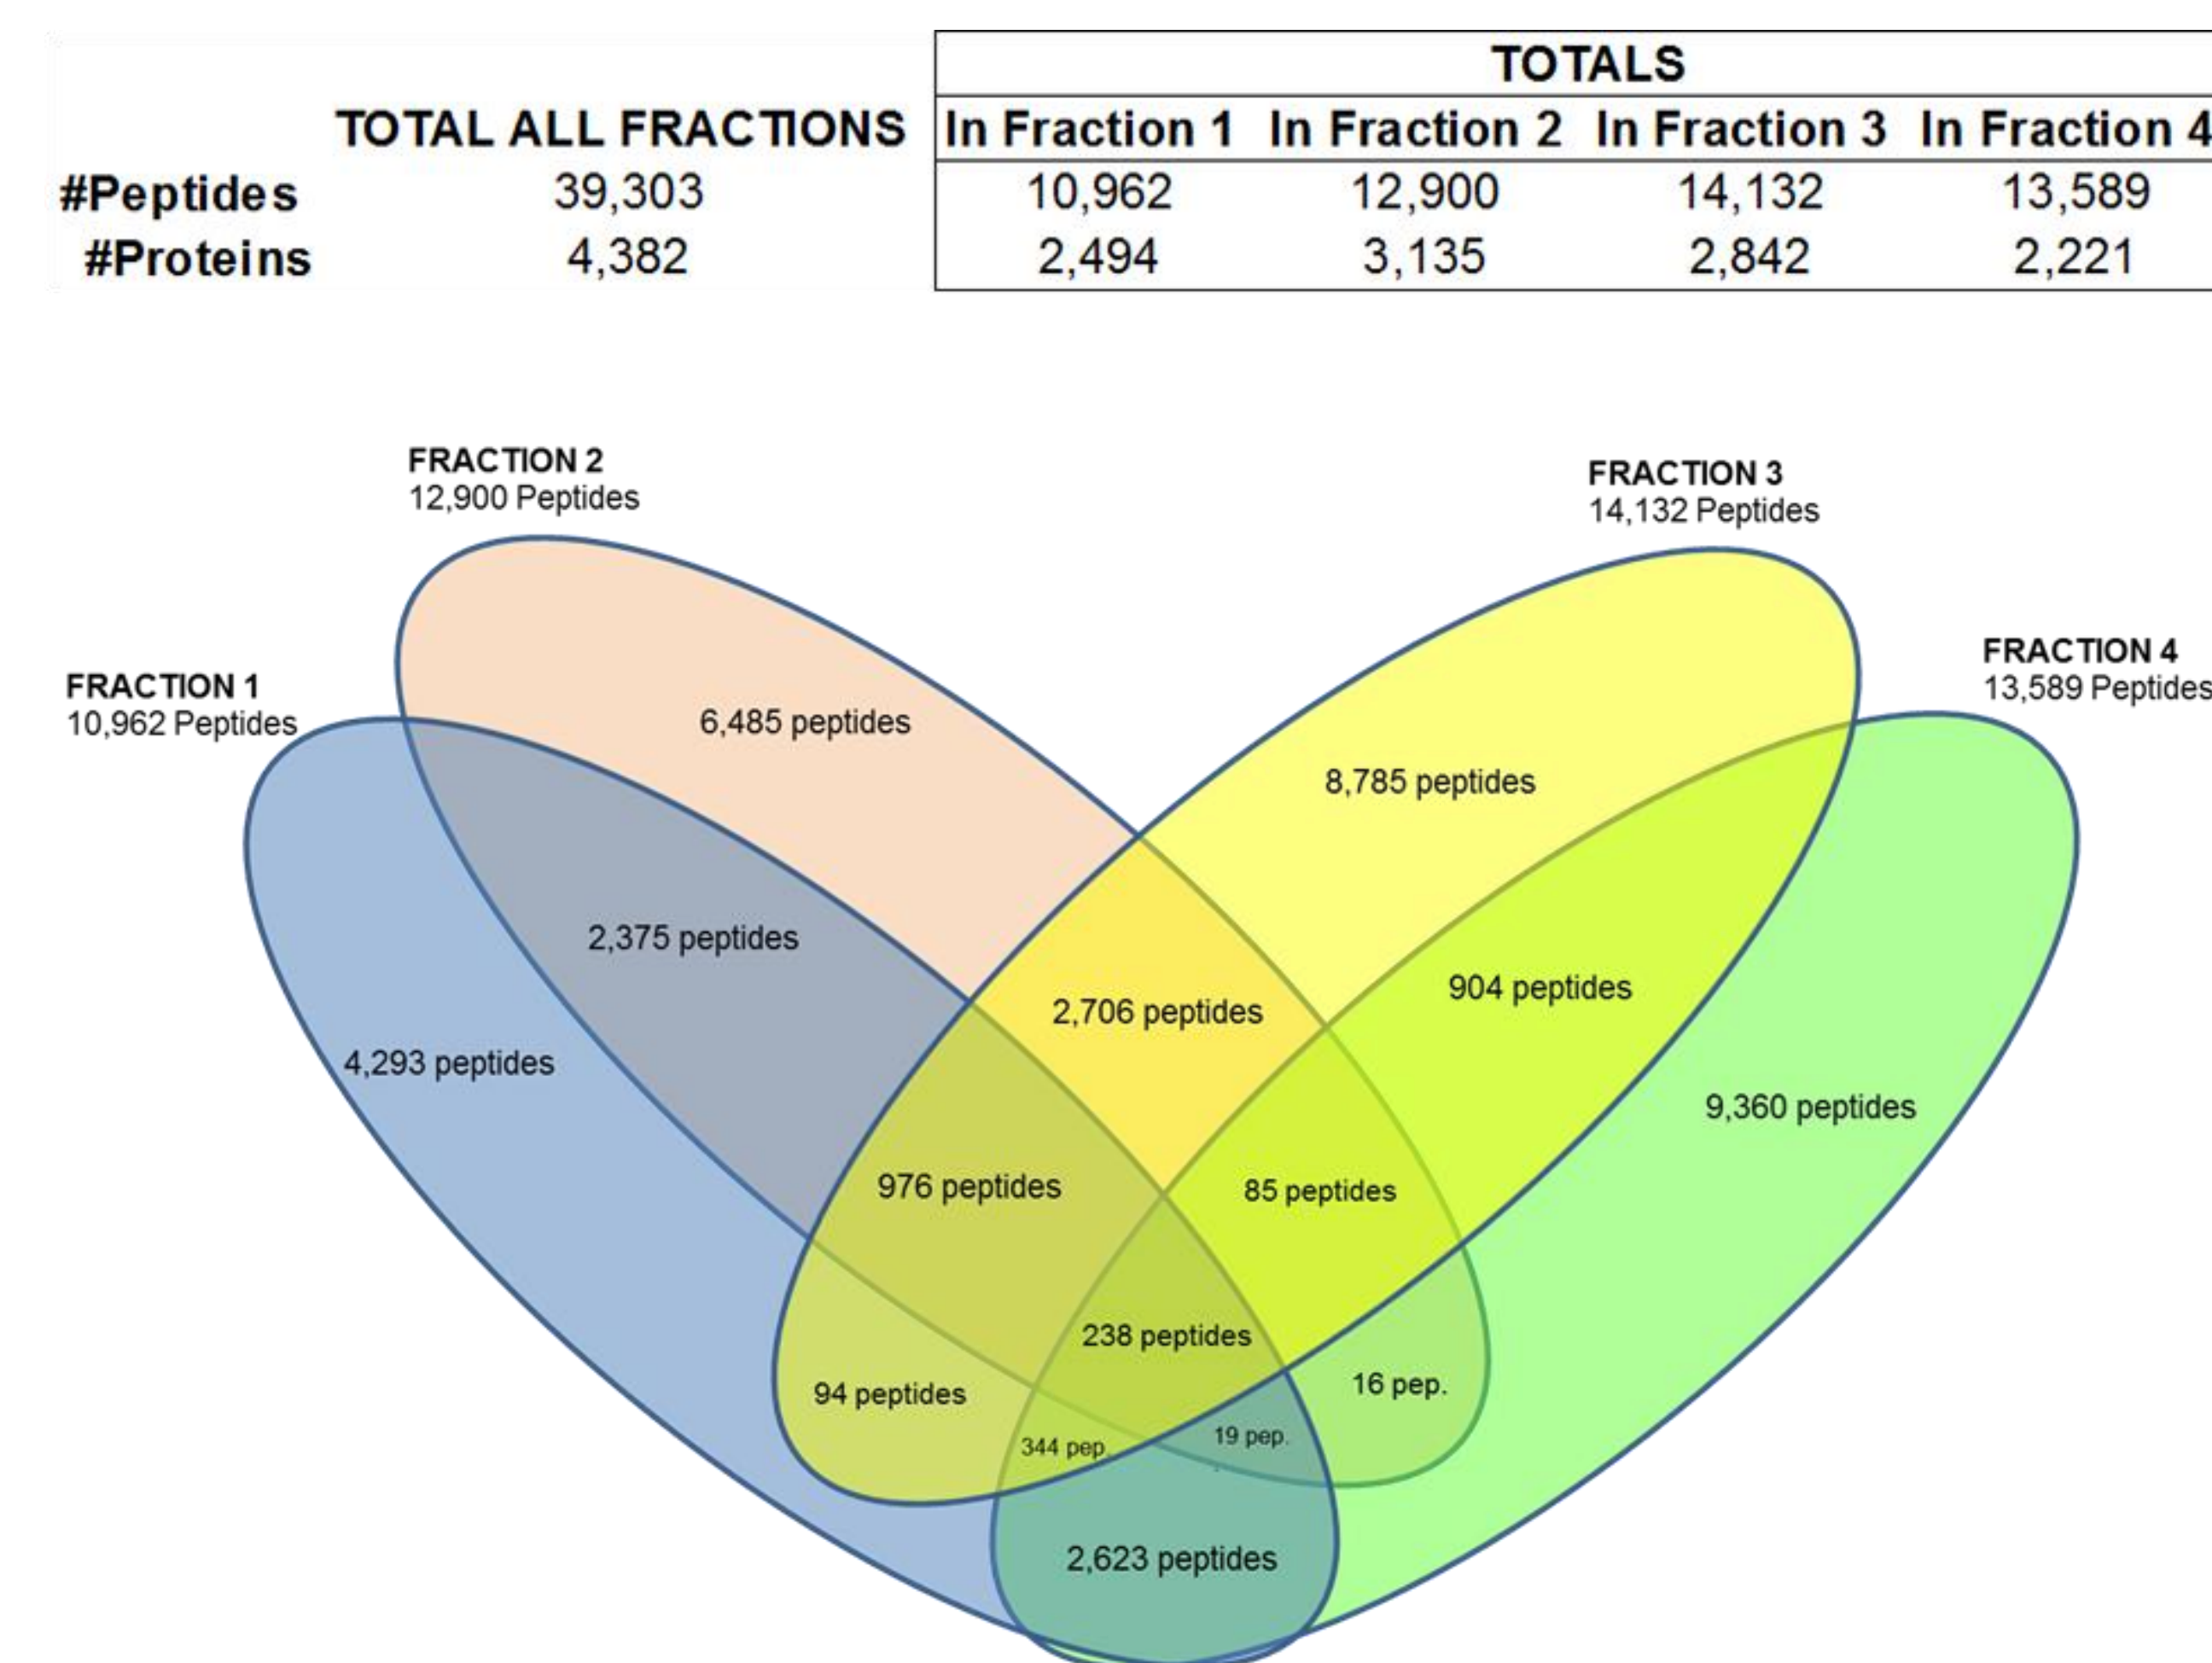 TOTALS
TOTAL ALL FRACTIONS In Fraction 1 In Fraction 2 In Fraction 3 In Fraction 4
#Peptides 39,303 10,962 12,900 14,132 13,589
#Proteins 4,382 2,494 3,135 2,842 2,221
FRACTION 2
12,900 Peptides
FRACTION 3
14,132 Peptides
FRACTION 4
13,589 Peptides
FRACTION 1
10,962 Peptides
6,485 peptides
8,785 peptides
2,375 peptides
904 peptides
2,706 peptides
4,293 peptides
9,360 peptides
976 peptides
85 peptides
238 peptides
16 pep.
94 peptides
19 pep.
344 pep.
2,623 peptides